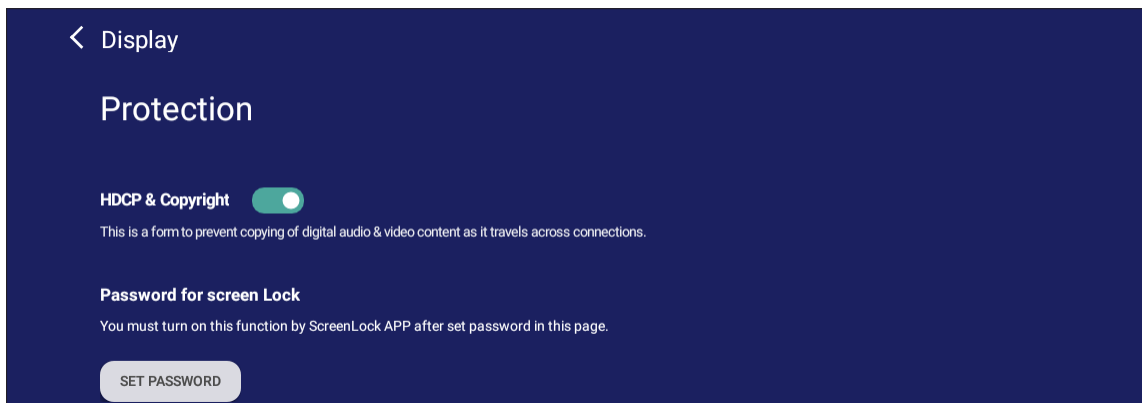 Display
Protection
HDCP & Copyright
This is a form to prevent copying of digital audio & video content as it travels across connections.
Password for screen Lock
You must turn on this function by ScreenLock APP after set password in this page.
SET PASSWORD